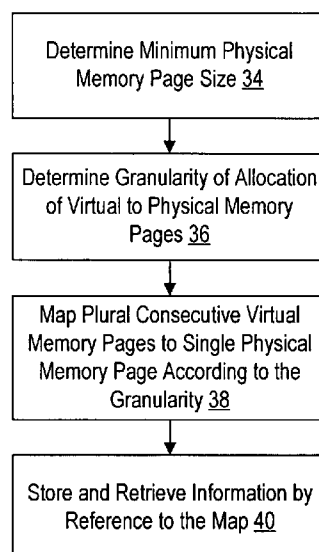 Determine Minimum Physical
Memory Page Size 34
Determine Granularity of Allocation
of Virtual to Physical Memory
Pages 36
Map Plural Consecutive Virtual
Memory Pages to Single Physical
Memory Page According to the
Granularity 38
Store and Retrieve Information by
Reference to the Map 40